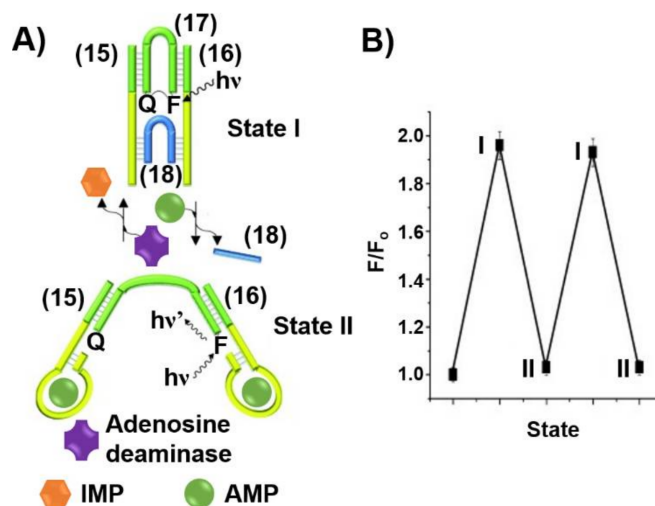 A)
(17)
(15)
(16)
hν
Q
F
State I
(18)
(18)
(15)
(16)
hν'
State II
Q
F
hν
Adenosine
deaminase
IMP
AMP
B)
2.0
I
I
1.8
1.6
F/Fo
1.4
1.2
1.0
II
II
State